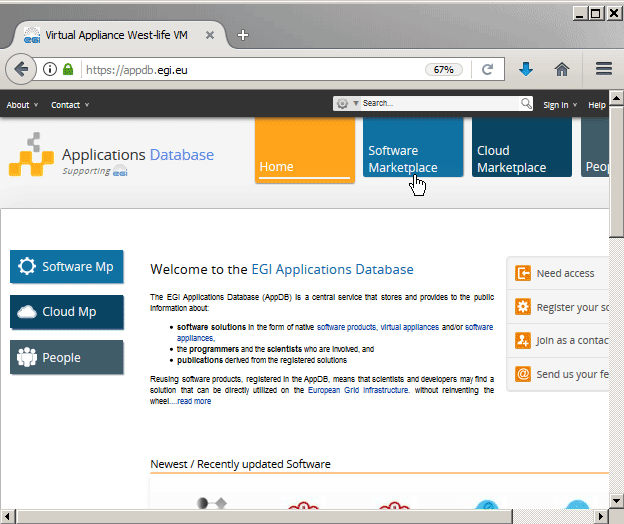 Virtual Appliance West-life VM
https://appdb.egi.eu
67%
About
Contact
Search...
Sign in
Help
Applications Database
Supporting egi
Home
Software
Marketplace
Cloud
Marketplace
Peop
Software Mp
Cloud Mp
People
Welcome to the EGI Applications Database
The EGI Applications Database (AppDB) is a central service that stores and provides to the public
information about:
software solutions in the form of native software products, virtual appliances and/or software
appliances,
the programmers and the scientists who are involved, and
publications derived from the registered solutions
Reusing software products, registered in the AppDB, means that scientists and developers may find a
solution that can be directly utilized on the European Grid Infrastructure. without reinventing the
wheel....read more
Need access
Register your so
Join as a contac
Send us your fe
Newest / Recently updated Software